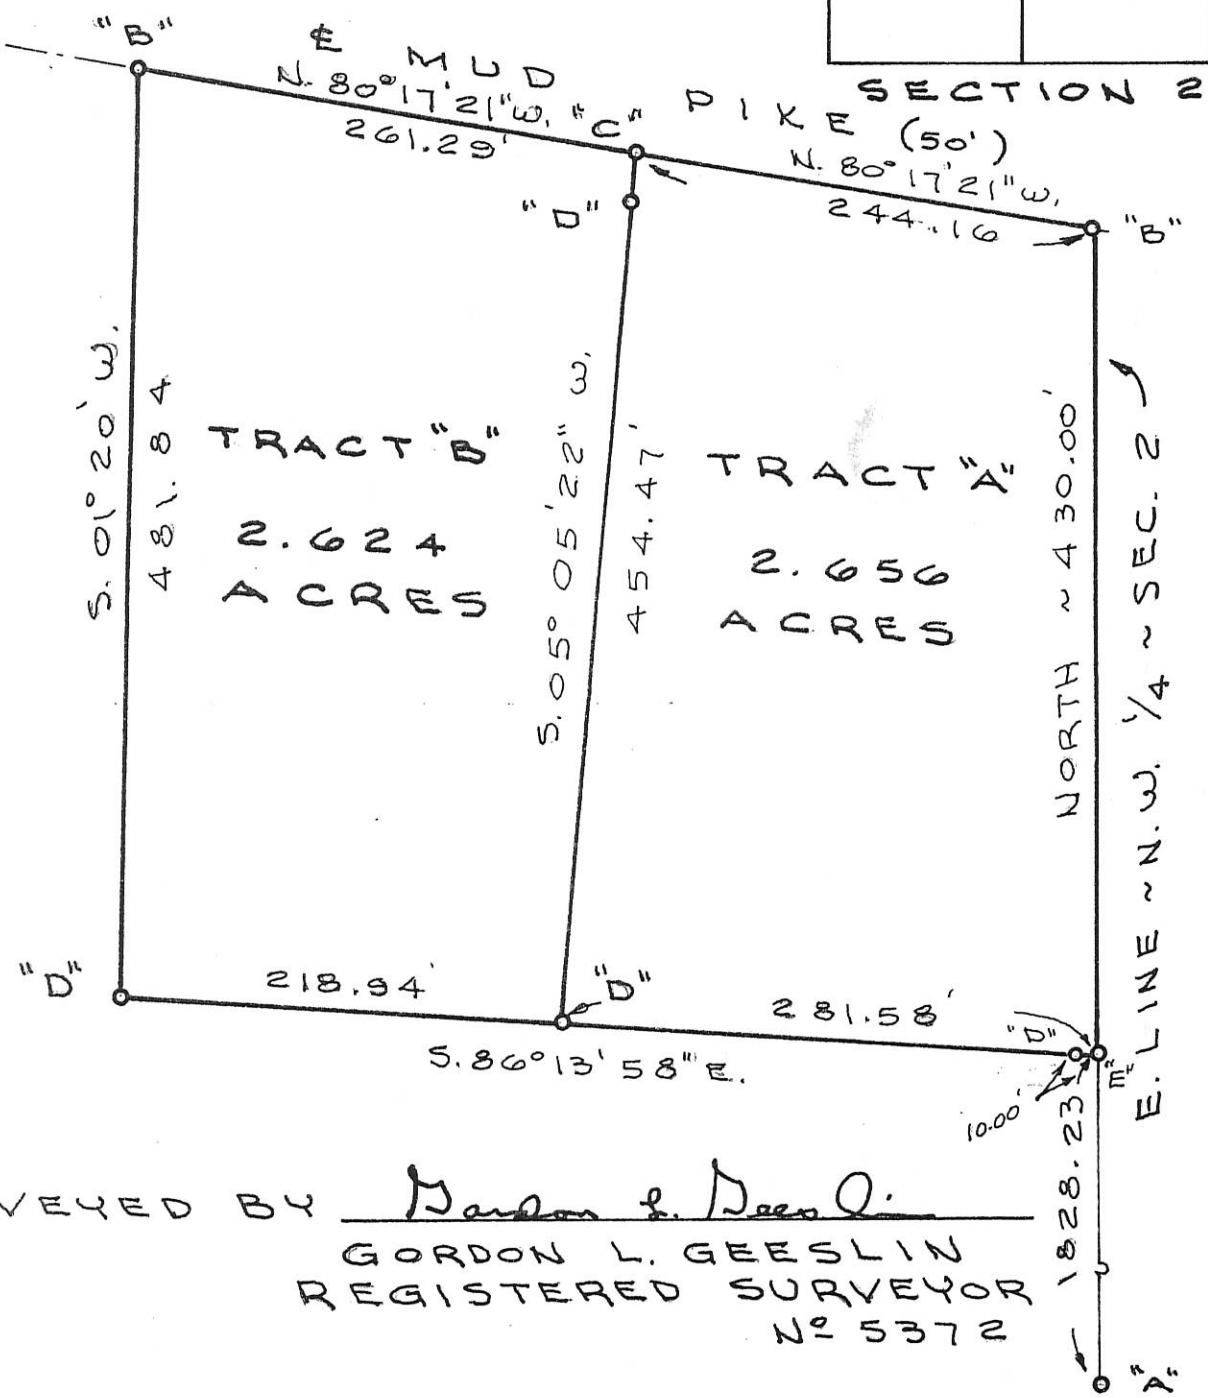 "B"
℄ MUD PIKE (50')
SECTION 2
N. 80° 17' 21" W.
261.29'
"C"
N. 80° 17' 21" W.
244.16
"D"
"B"
S. 01° 20' W.
481.84
TRACT "B"
2.624
ACRES
S. 05° 05' 22" W.
454.47'
TRACT "A"
2.656
ACRES
NORTH ~ 430.00'
E. LINE ~ N.W. 1/4 ~ SEC. 2
"D"
218.94'
"D"
281.58'
"D"
"E"
S. 86° 13' 58" E.
10.00'
1828.23
VEYED BY Gordon L. Geeslin
GORDON L. GEESLIN
REGISTERED SURVEYOR
Nº 5372
"A"